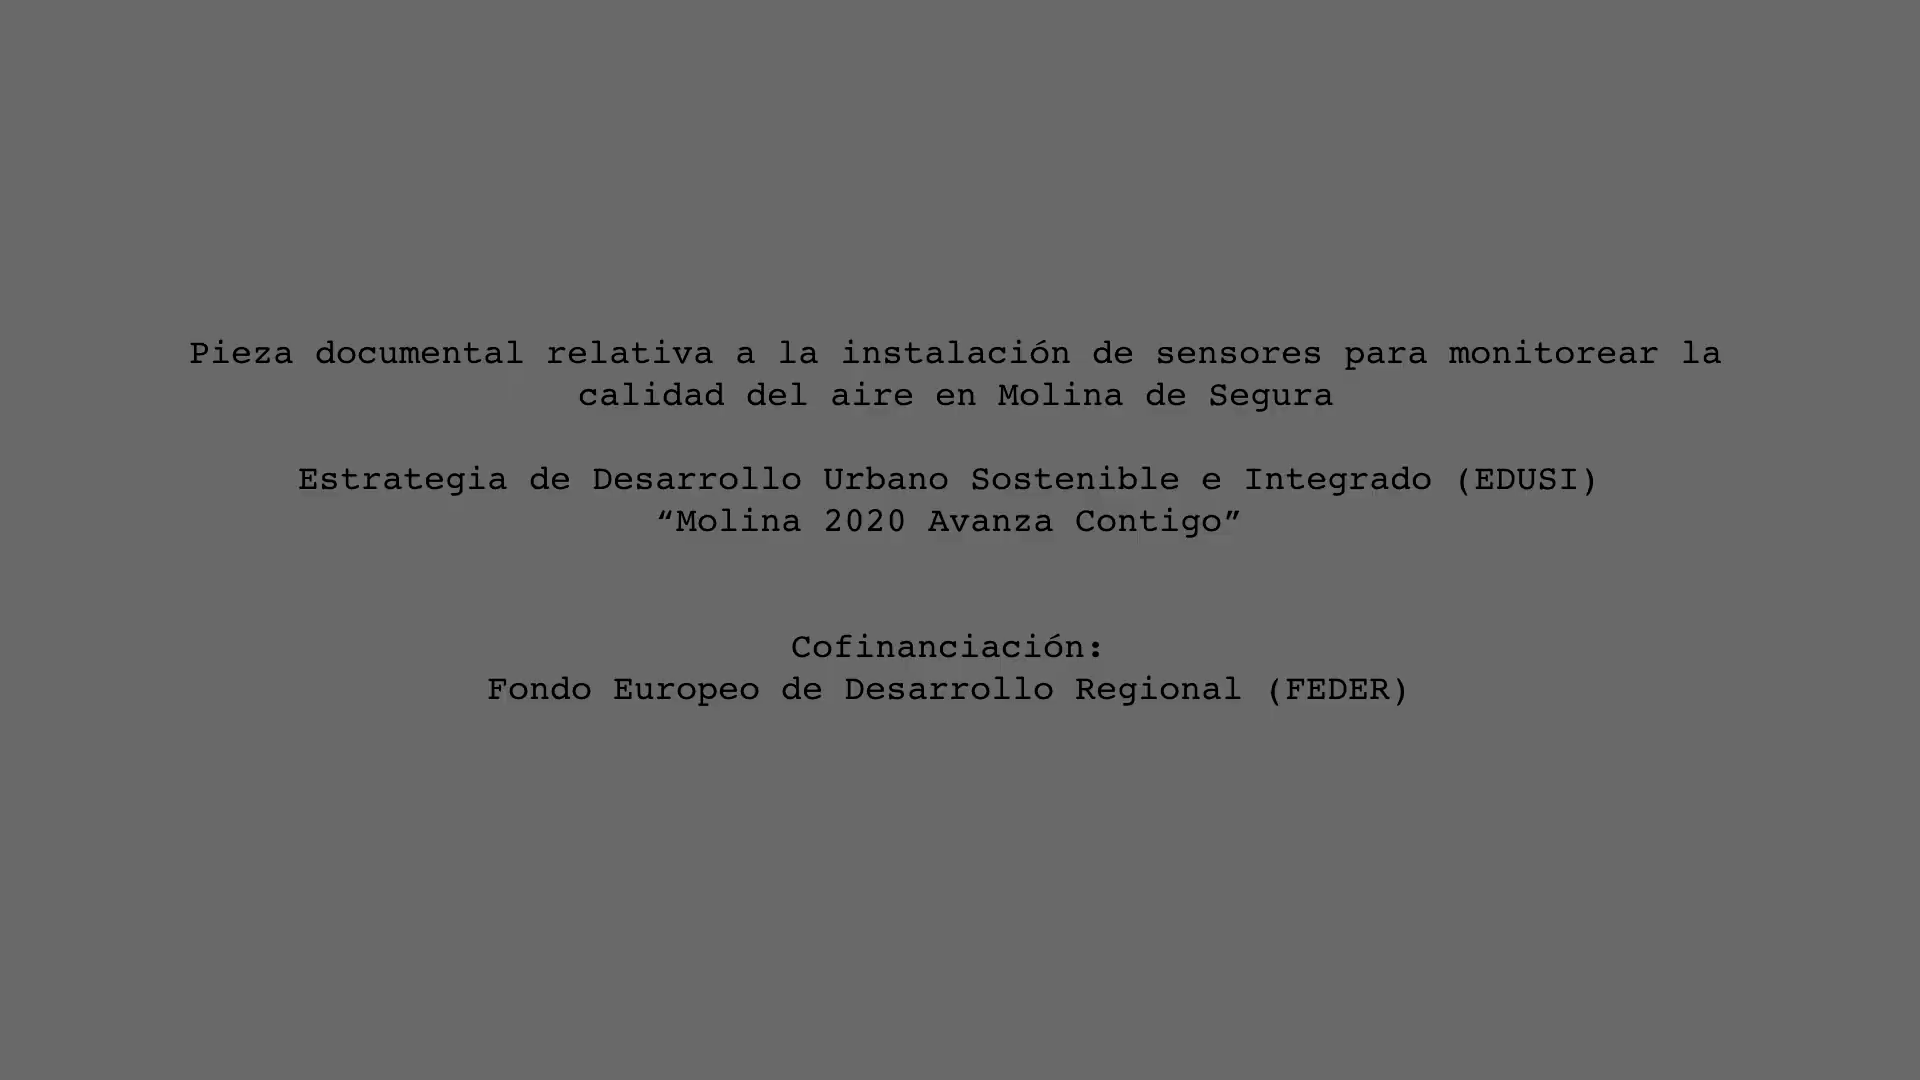 Pieza documental relativa a la instalación de sensores para monitorear la
calidad del aire en Molina de Segura
Estrategia de Desarrollo Urbano Sostenible e Integrado (EDUSI)
“Molina 2020 Avanza Contigo”
Cofinanciación:
Fondo Europeo de Desarrollo Regional (FEDER)